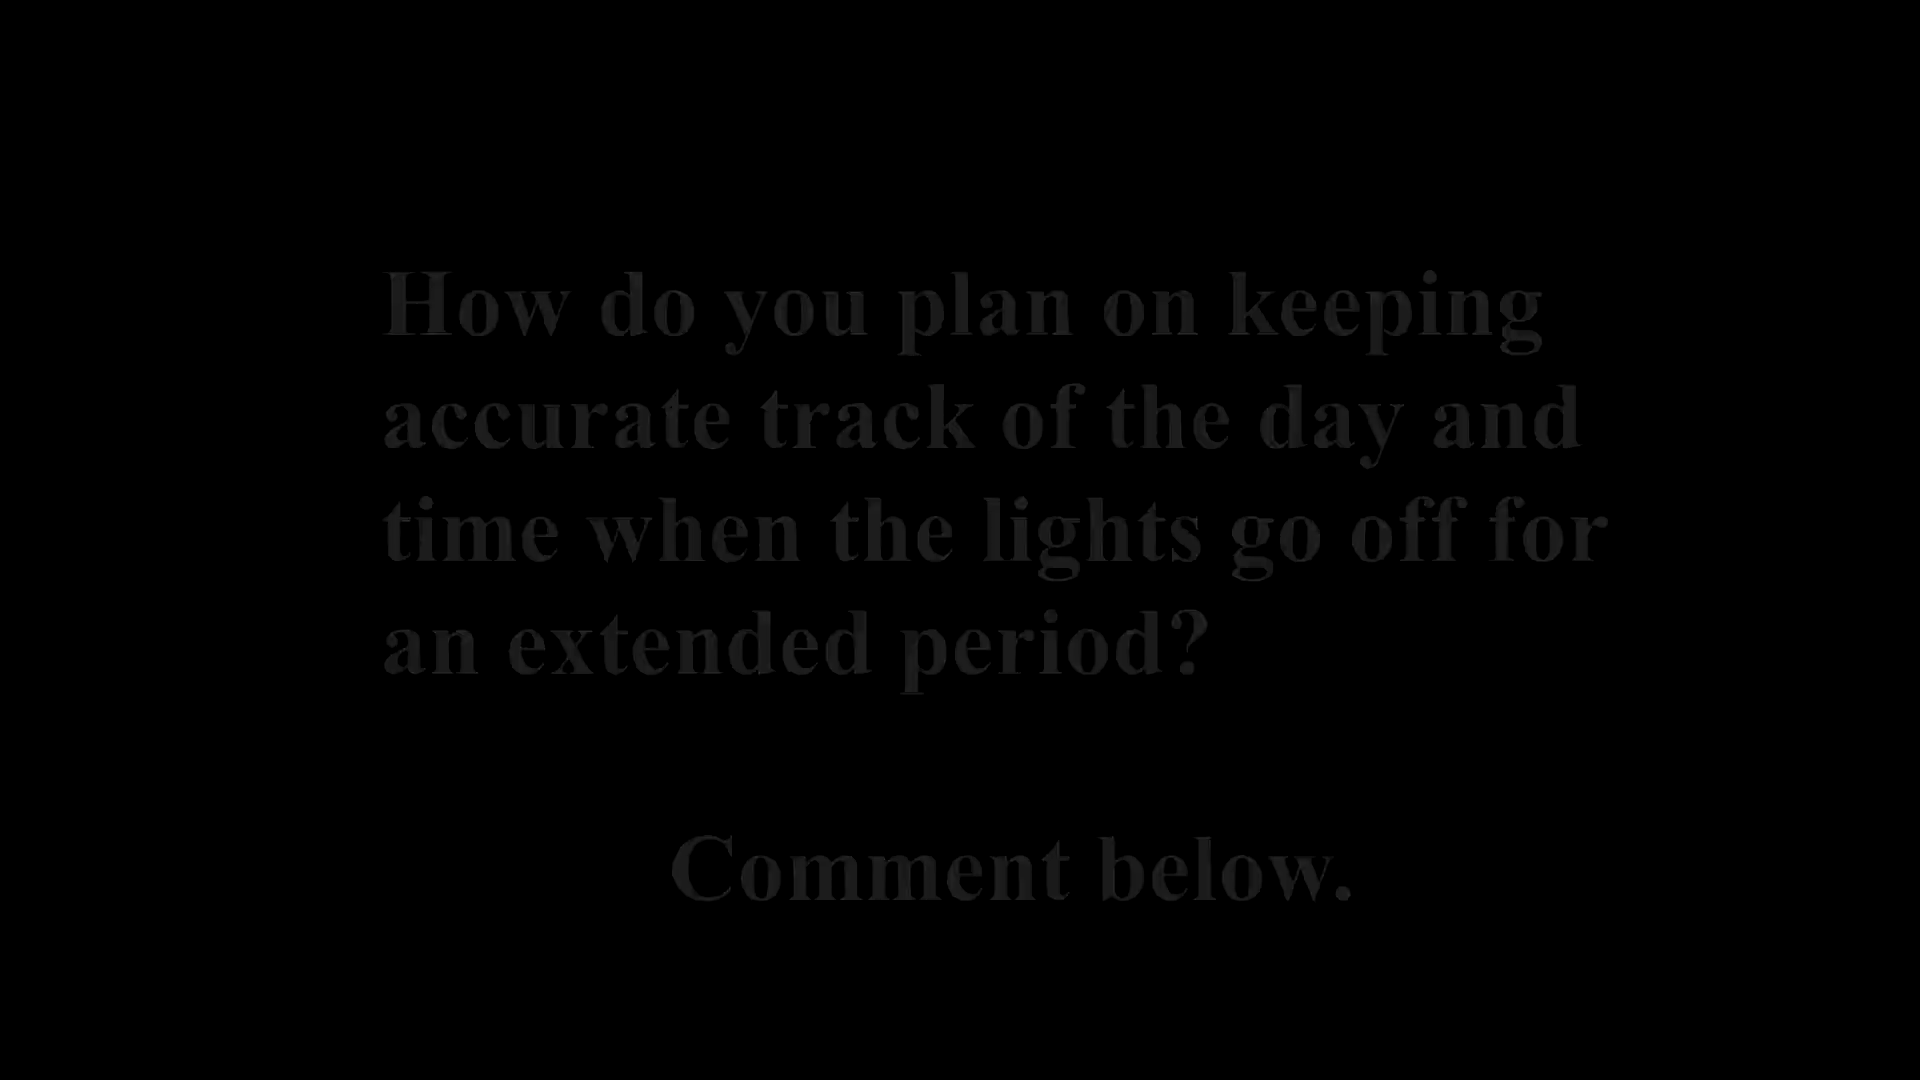 How do you plan on keeping
accurate track of the day and
time when the lights go off for
an extended period?
Comment below.